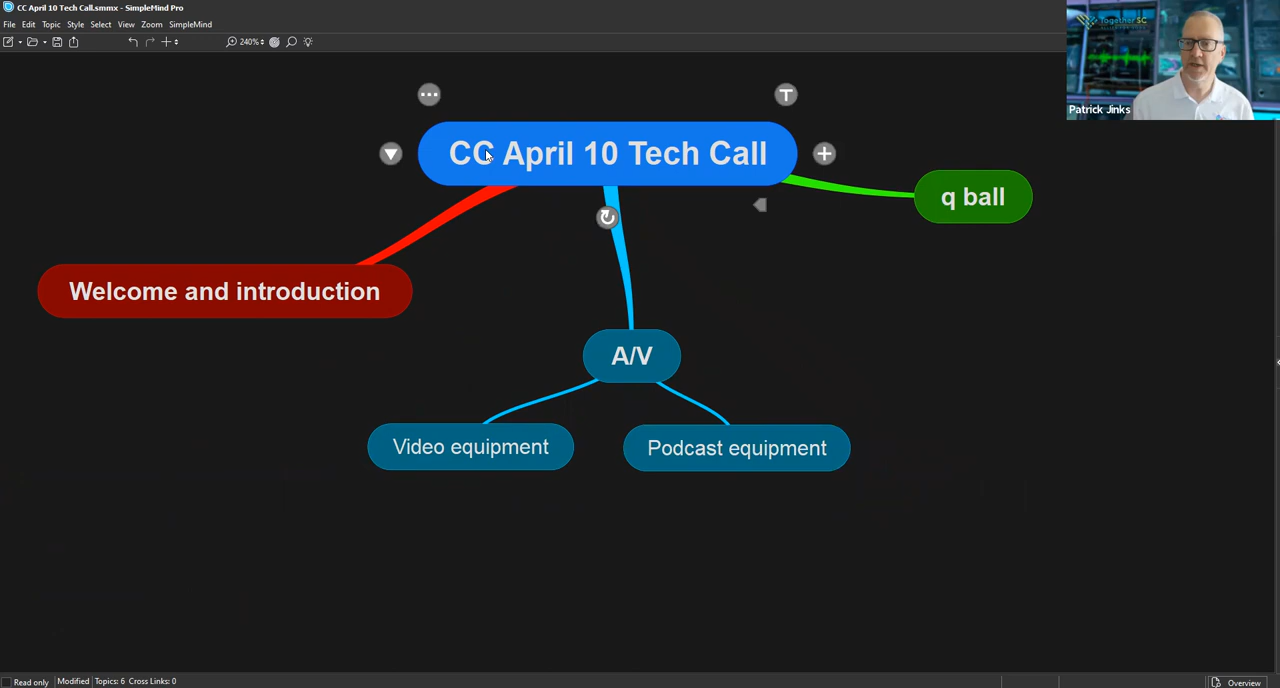 CC April 10 Tech Call.smmx - SimpleMind Pro
File Edit Topic Style Select View Zoom SimpleMind
240%
Together SC
Patrick Jinks
CC April 10 Tech Call
q ball
Welcome and introduction
A/V
Video equipment
Podcast equipment
Read only Modified Topics: 6 Cross Links: 0
Overview